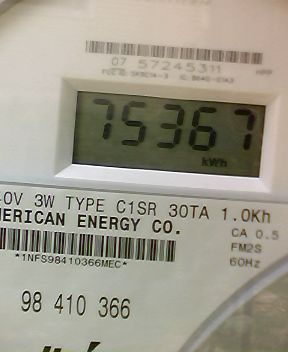 07 57245311
75367
kWh
0V 3W TYPE C1SR 30TA 1.0Kh
MERICAN ENERGY CO.
CA 0.5
FM2S
60Hz
*1NFS98410366MEC*
98 410 366